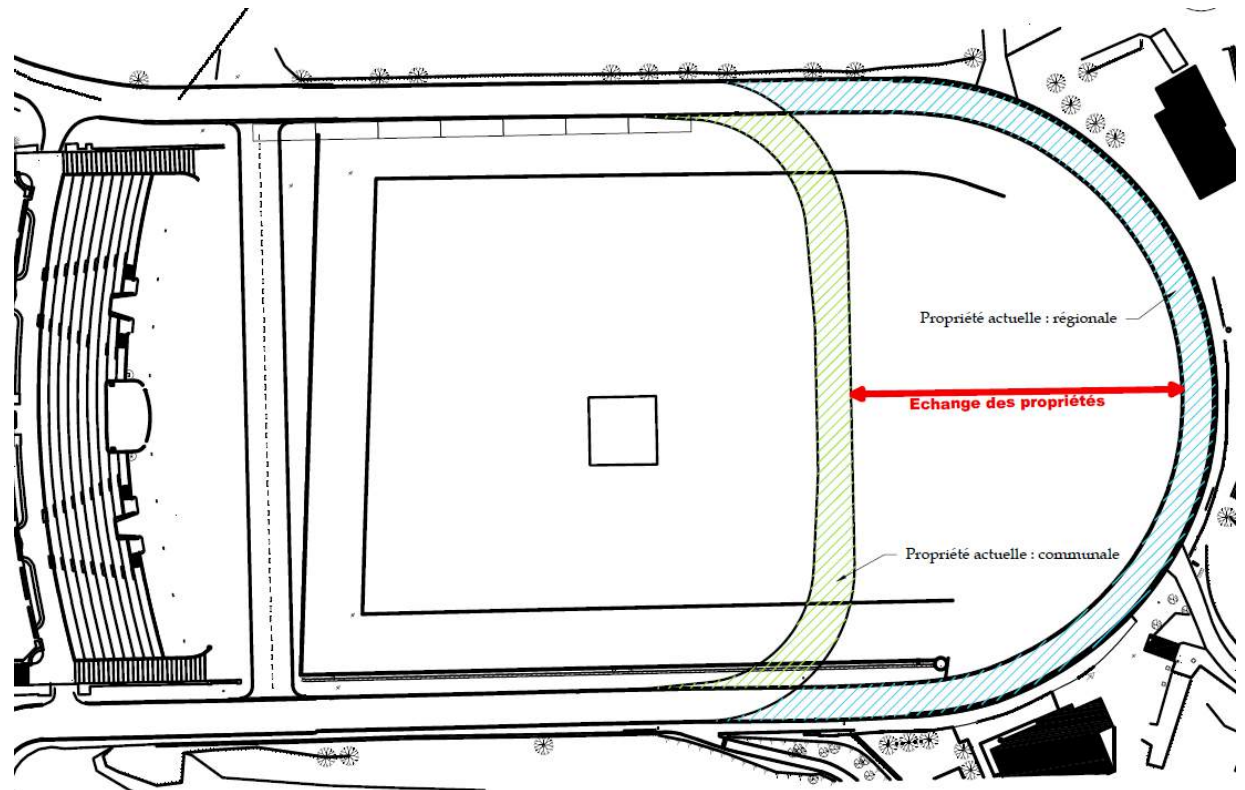 Propriété actuelle : régionale
Echange des propriétés
Propriété actuelle : communale